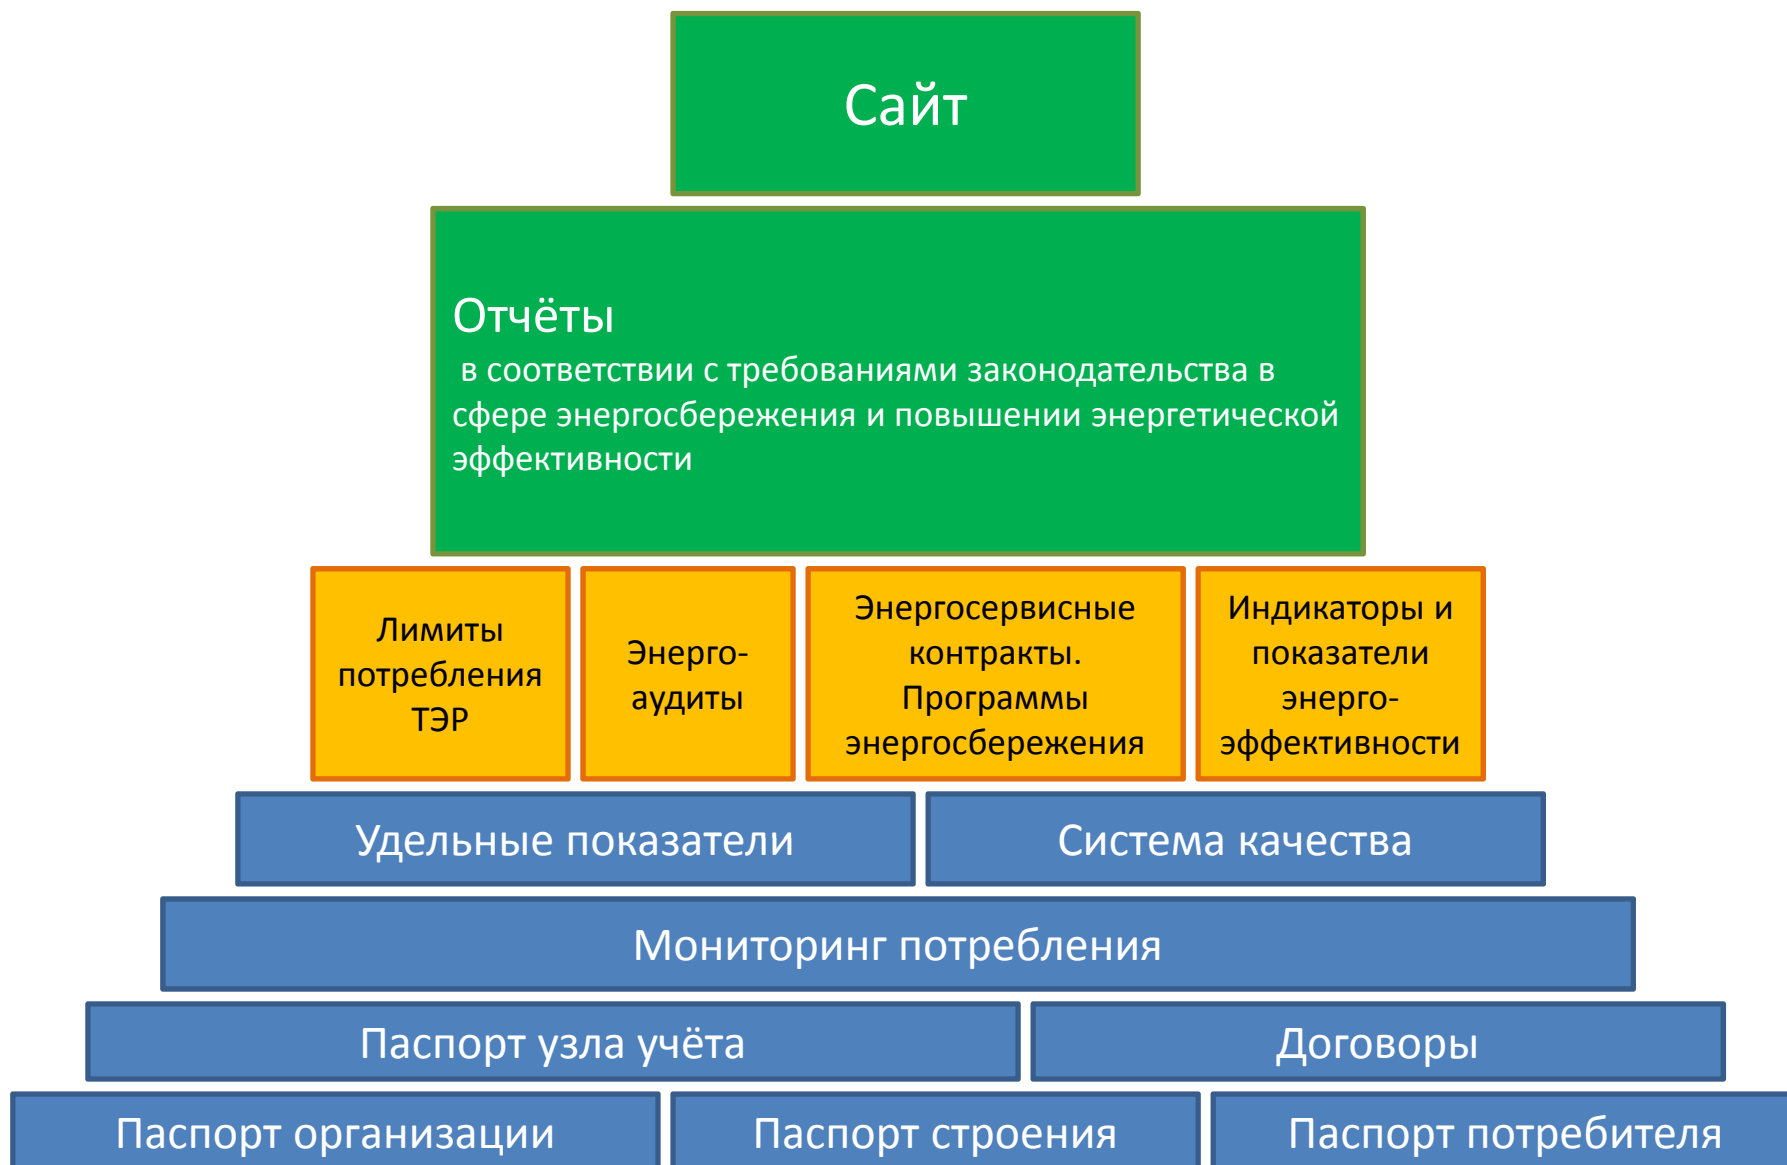 Сайт
Отчёты
в соответствии с требованиями законодательства в
сфере энергосбережения и повышении энергетической
эффективности
Лимиты
потребления
ТЭР
Энерго-
аудиты
Энергосервисные
контракты.
Программы
энергосбережения
Индикаторы и
показатели
энерго-
эффективности
Удельные показатели
Система качества
Мониторинг потребления
Паспорт узла учёта
Договоры
Паспорт организации
Паспорт строения
Паспорт потребителя